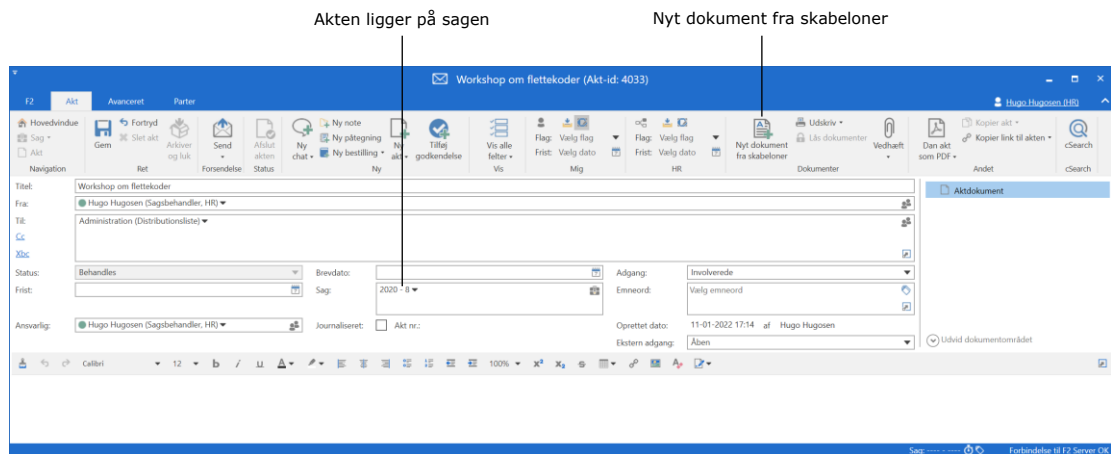 Akten ligger på sagen
Nyt dokument fra skabeloner
Workshop om flettekoder (Akt-id: 4033)
F2 Akt Avanceret Parter Hugo Hugosen (HR)
Hovedvindue
Sag
Akt
Navigation
Gem
Fortryd
Slet akt
Arkiver og luk
Ret
Send
Forsendelse
Afslut akten
Status
Ny chat
Ny note
Ny påtegning
Ny bestilling
Ny akt
Tilføj godkendelse
Ny
Vis alle felter
Vis
Flag: Vælg flag
Frist: Vælg dato
Mig
Flag: Vælg flag
Frist: Vælg dato
HR
Nyt dokument fra skabeloner
Udskriv
Lås dokumenter
Vedhæft
Dokumenter
Dan akt som PDF
Kopier akt
Kopier link til akten
Andet
cSearch
cSearch
Titel: Workshop om flettekoder
Fra: Hugo Hugosen (Sagsbehandler, HR)
Til: Administration (Distributionsliste)
Cc
Xbc
Aktdokument
Status: Behandles Brevdato: Adgang: Involverede
Frist: Sag: 2020 - 8 Emneord: Vælg emneord
Ansvarlig: Hugo Hugosen (Sagsbehandler, HR) Journaliseret: Akt nr.: Oprettet dato: 11-01-2022 17:14 af Hugo Hugosen
Ekstern adgang: Åben
Udvid dokumentområdet
Calibri 12 b i u A 100% x² x₂ S
Sag: ---- - ---- Forbindelse til F2 Server OK